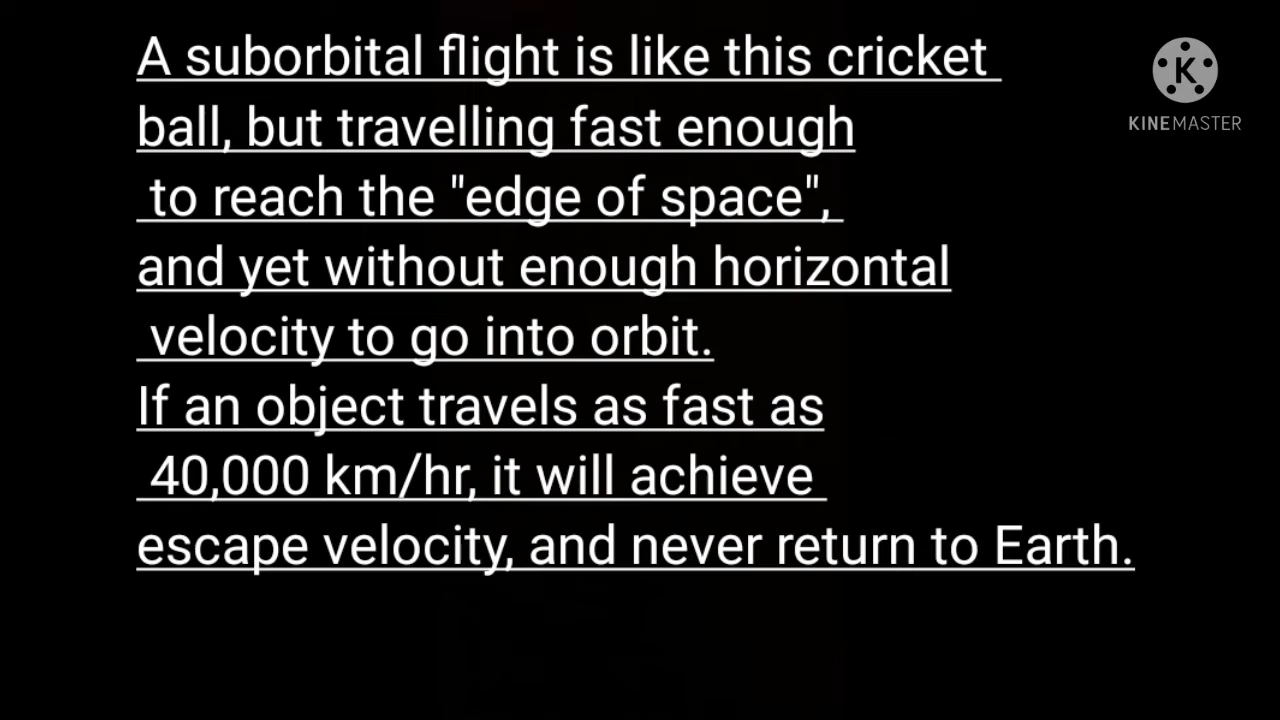 A suborbital flight is like this cricket
ball, but travelling fast enough
to reach the "edge of space",
and yet without enough horizontal
velocity to go into orbit.
If an object travels as fast as
40,000 km/hr, it will achieve
escape velocity, and never return to Earth.
K
KINEMASTER